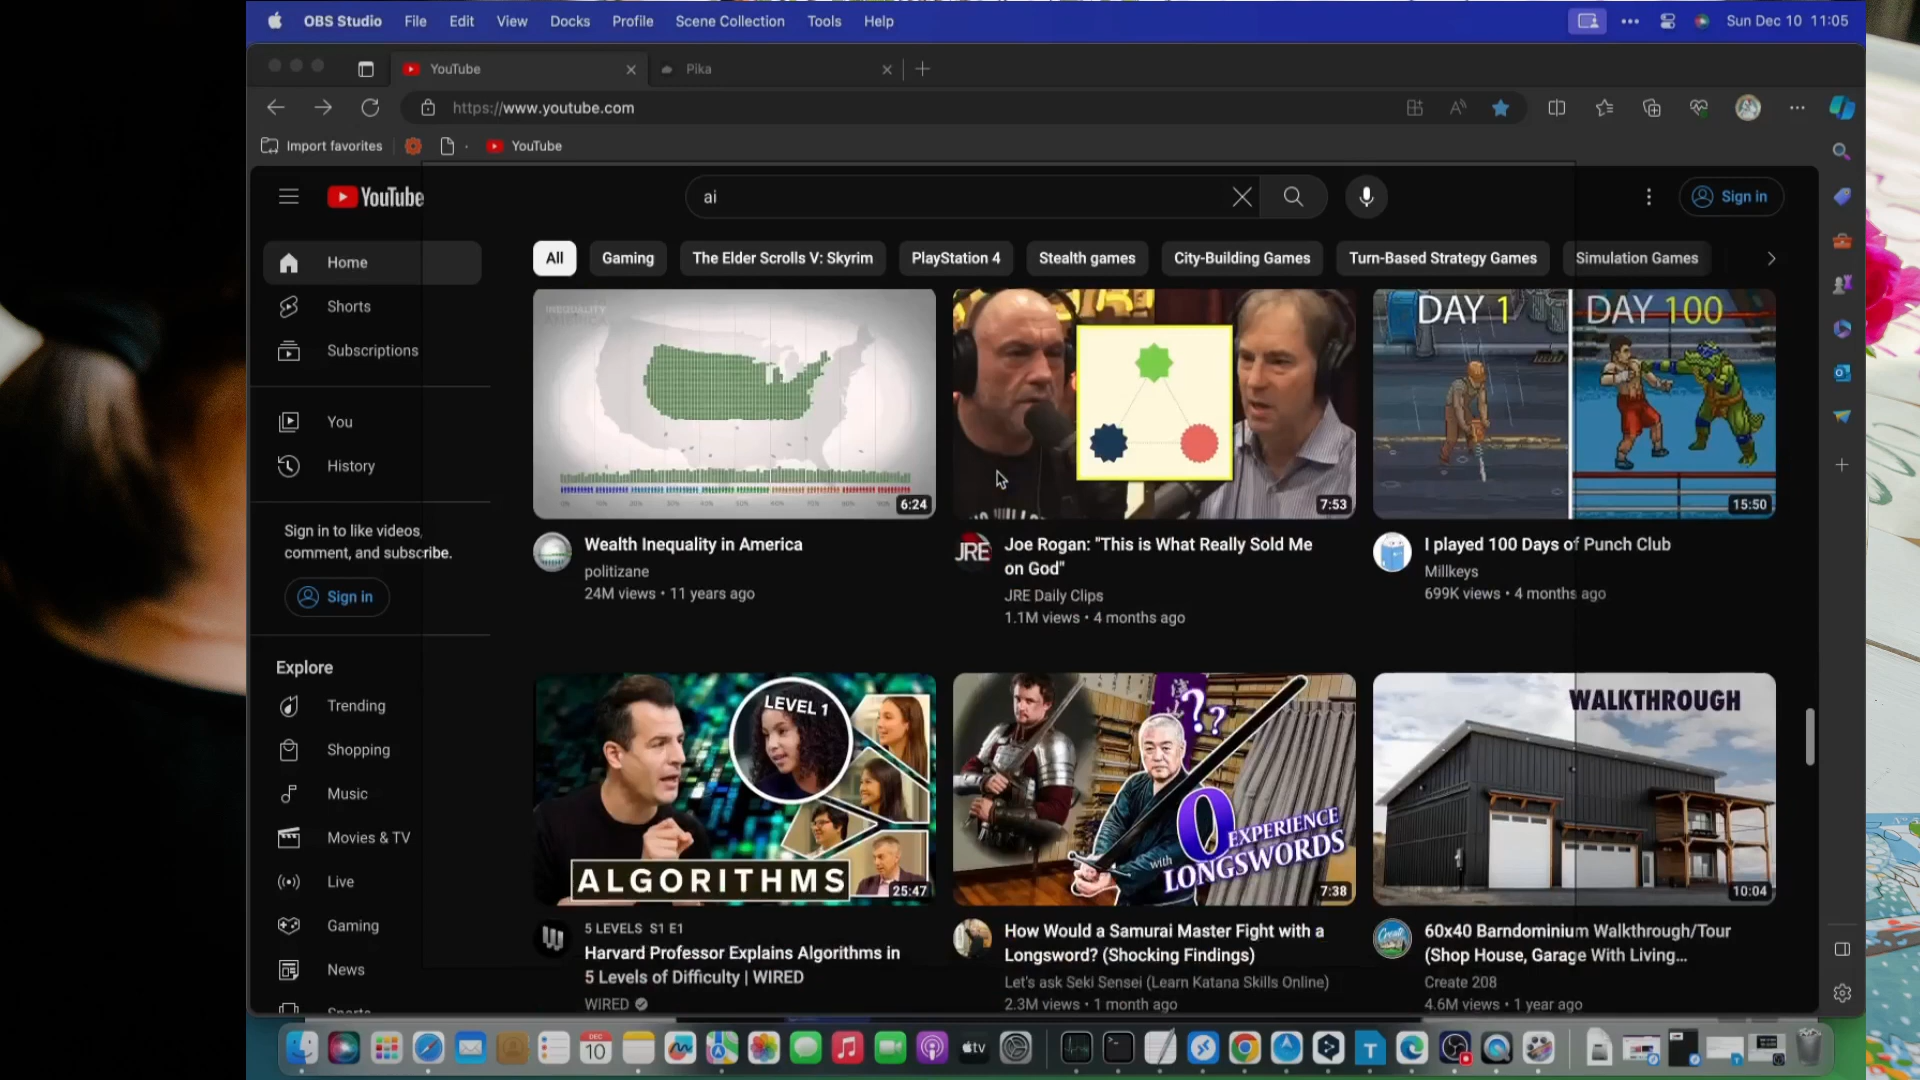 OBS Studio File Edit View Docks Profile Scene Collection Tools Help Sun Dec 10 11:05
YouTube Pika
https://www.youtube.com
Import favorites YouTube
YouTube ai Sign in
All Gaming The Elder Scrolls V: Skyrim PlayStation 4 Stealth games City-Building Games Turn-Based Strategy Games Simulation Games
Home
Shorts
Subscriptions
You
History
Sign in to like videos,
comment, and subscribe.
Sign in
Explore
Trending
Shopping
Music
Movies & TV
Live
Gaming
News
Sports
INEQUALITY
6:24
Wealth Inequality in America
politizane
24M views • 11 years ago
7:53
JRE
Joe Rogan: "This is What Really Sold Me
on God"
JRE Daily Clips
1.1M views • 4 months ago
DAY 1 DAY 100
15:50
I played 100 Days of Punch Club
Millkeys
699K views • 4 months ago
LEVEL 1
ALGORITHMS
25:47
5 LEVELS S1 E1
Harvard Professor Explains Algorithms in
5 Levels of Difficulty | WIRED
WIRED
??
0 EXPERIENCE
with LONGSWORDS
7:38
How Would a Samurai Master Fight with a
Longsword? (Shocking Findings)
Let's ask Seki Sensei (Learn Katana Skills Online)
2.3M views • 1 month ago
WALKTHROUGH
10:04
Create
60x40 Barndominium Walkthrough/Tour
(Shop House, Garage With Living...
Create 208
4.6M views • 1 year ago
DEC
10
tv
T